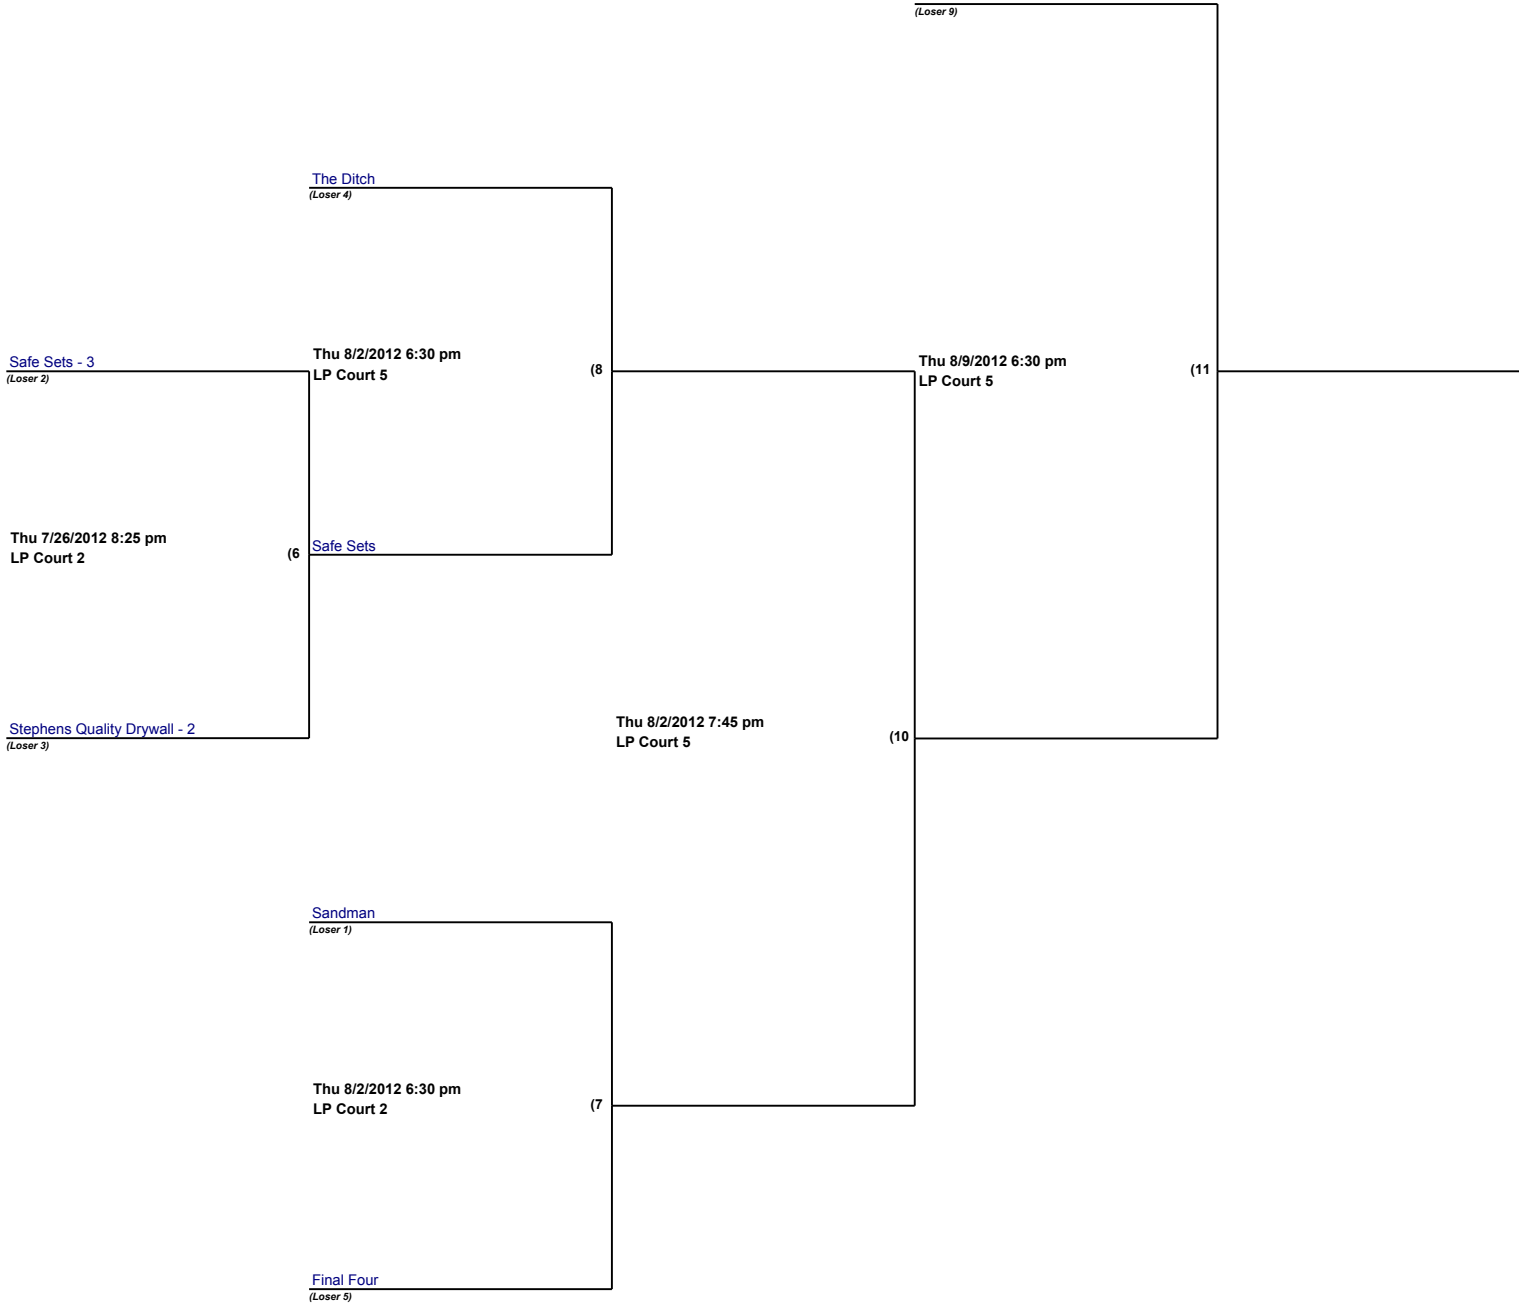 (Loser 9)
The Ditch
(Loser 4)
Safe Sets - 3
(Loser 2)
Thu 8/2/2012 6:30 pm
LP Court 5
(8
Thu 8/9/2012 6:30 pm
LP Court 5
(11
Thu 7/26/2012 8:25 pm
LP Court 2
(6
Safe Sets
Stephens Quality Drywall - 2
(Loser 3)
Thu 8/2/2012 7:45 pm
LP Court 5
(10
Sandman
(Loser 1)
Thu 8/2/2012 6:30 pm
LP Court 2
(7
Final Four
(Loser 5)